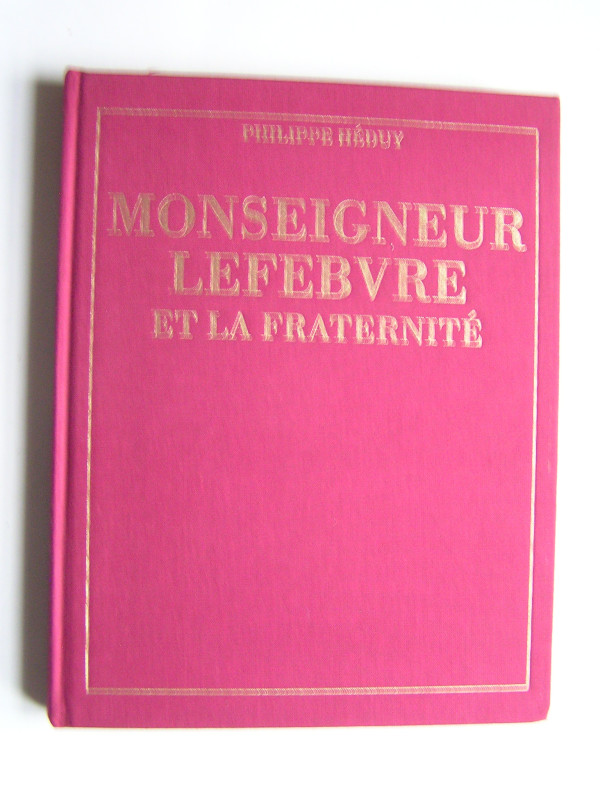 PHILIPPE HÉDUY
MONSEIGNEUR
LEFEBVRE
ET LA FRATERNITÉ